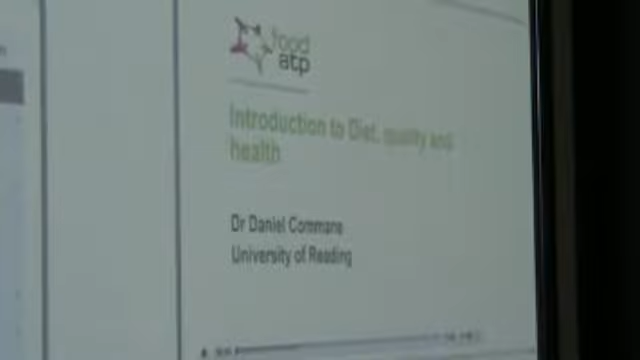 food
atp
Introduction to Diet, quality and
health
Dr Daniel Commane
University of Reading